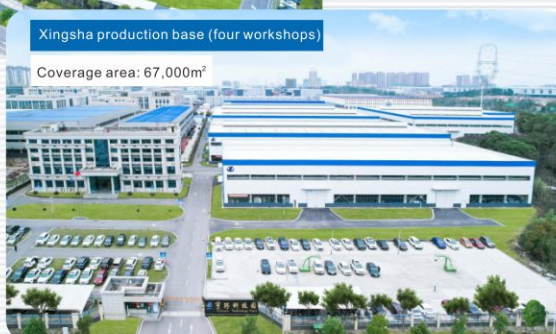 Xingsha production base (four workshops)
Coverage area: 67,000m²